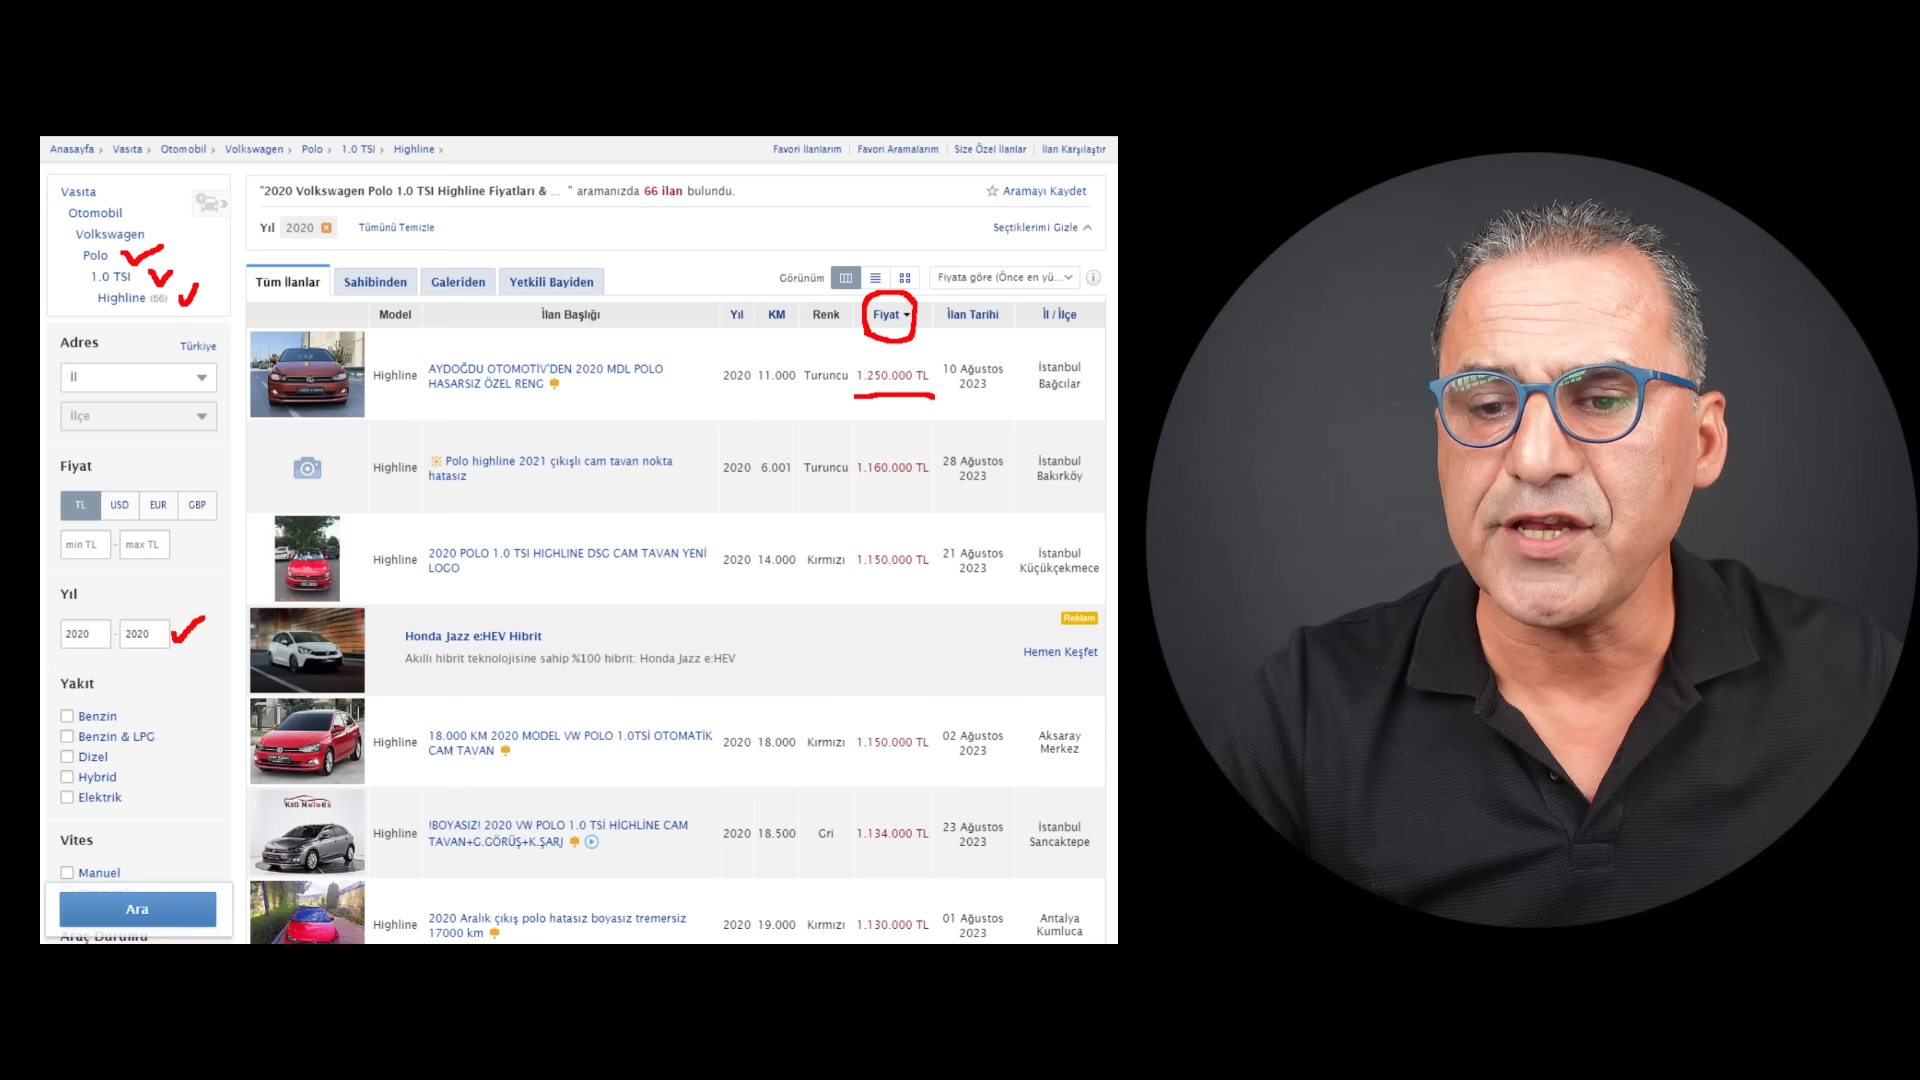 Anasayfa > Vasıta > Otomobil > Volkswagen > Polo > 1.0 TSI > Highline >
Favori İlanlarım | Favori Aramalarım | Size Özel İlanlar | İlan Karşılaştır
Vasıta
Otomobil
Volkswagen
Polo
1.0 TSI
Highline (66)
"2020 Volkswagen Polo 1.0 TSI Highline Fiyatları & ... " aramanızda 66 ilan bulundu.
Aramayı Kaydet
Yıl 2020 Tümünü Temizle
Seçtiklerimi Gizle
Tüm İlanlar Sahibinden Galeriden Yetkili Bayiden
Görünüm
Fiyata göre (Önce en yü...
Model İlan Başlığı Yıl KM Renk Fiyat İlan Tarihi İl / İlçe
Highline
AYDOĞDU OTOMOTİV'DEN 2020 MDL POLO
HASARSIZ ÖZEL RENG
2020 11.000 Turuncu 1.250.000 TL
10 Ağustos
2023
İstanbul
Bağcılar
Highline
Polo highline 2021 çıkışlı cam tavan nokta
hatasız
2020 6.001 Turuncu 1.160.000 TL
28 Ağustos
2023
İstanbul
Bakırköy
Highline
2020 POLO 1.0 TSI HIGHLINE DSG CAM TAVAN YENİ
LOGO
2020 14.000 Kırmızı 1.150.000 TL
21 Ağustos
2023
İstanbul
Küçükçekmece
Honda Jazz e:HEV Hibrit
Akıllı hibrit teknolojisine sahip %100 hibrit: Honda Jazz e:HEV
Reklam
Hemen Keşfet
Highline
18.000 KM 2020 MODEL VW POLO 1.0TSİ OTOMATİK
CAM TAVAN
2020 18.000 Kırmızı 1.150.000 TL
02 Ağustos
2023
Aksaray
Merkez
Highline
!BOYASIZ! 2020 VW POLO 1.0 TSİ HİGHLİNE CAM
TAVAN+G.GÖRÜŞ+K.ŞARJ
2020 18.500 Gri 1.134.000 TL
23 Ağustos
2023
İstanbul
Sancaktepe
Highline
2020 Aralık çıkış polo hatasız boyasız tremersiz
17000 km
2020 19.000 Kırmızı 1.130.000 TL
01 Ağustos
2023
Antalya
Kumluca
Adres
Türkiye
İl
İlçe
Fiyat
TL USD EUR GBP
min TL - max TL
Yıl
2020 - 2020
Yakıt
Benzin
Benzin & LPG
Dizel
Hybrid
Elektrik
Vites
Manuel
Ara
Araç Durumu